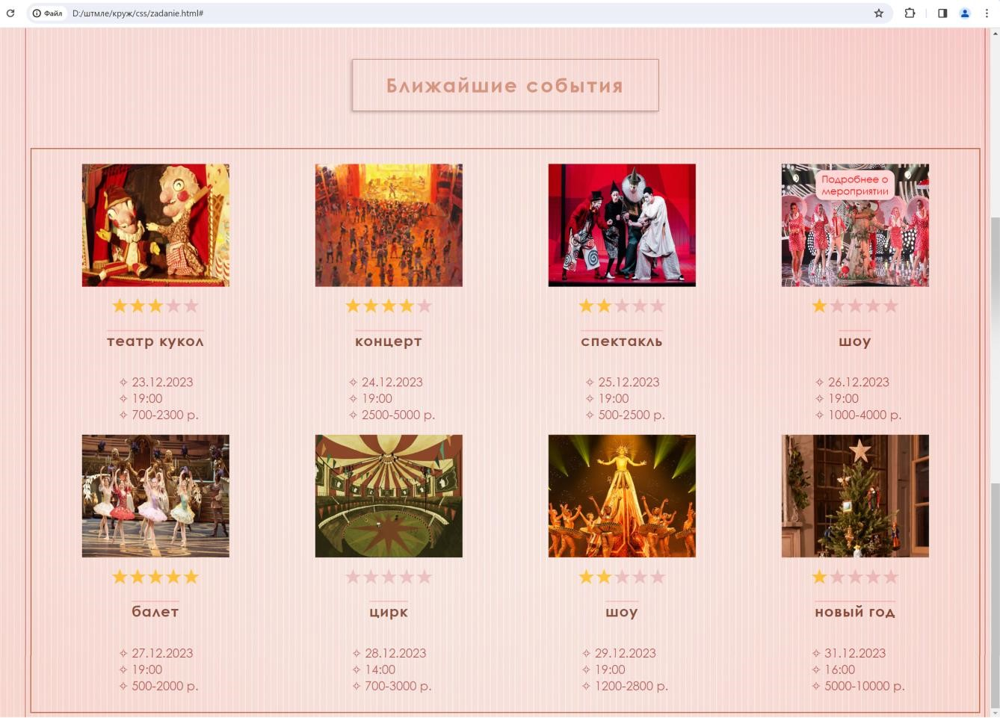 Файл D:/штмле/круж/css/zadanie.html#
Ближайшие события
Подробнее о
мероприятии
театр кукол
концерт
спектакль
шоу
✧ 23.12.2023
✧ 19:00
✧ 700-2300 р.
✧ 24.12.2023
✧ 19:00
✧ 2500-5000 р.
✧ 25.12.2023
✧ 19:00
✧ 500-2500 р.
✧ 26.12.2023
✧ 19:00
✧ 1000-4000 р.
балет
цирк
шоу
новый год
✧ 27.12.2023
✧ 19:00
✧ 500-2000 р.
✧ 28.12.2023
✧ 14:00
✧ 700-3000 р.
✧ 29.12.2023
✧ 19:00
✧ 1200-2800 р.
✧ 31.12.2023
✧ 16:00
✧ 5000-10000 р.